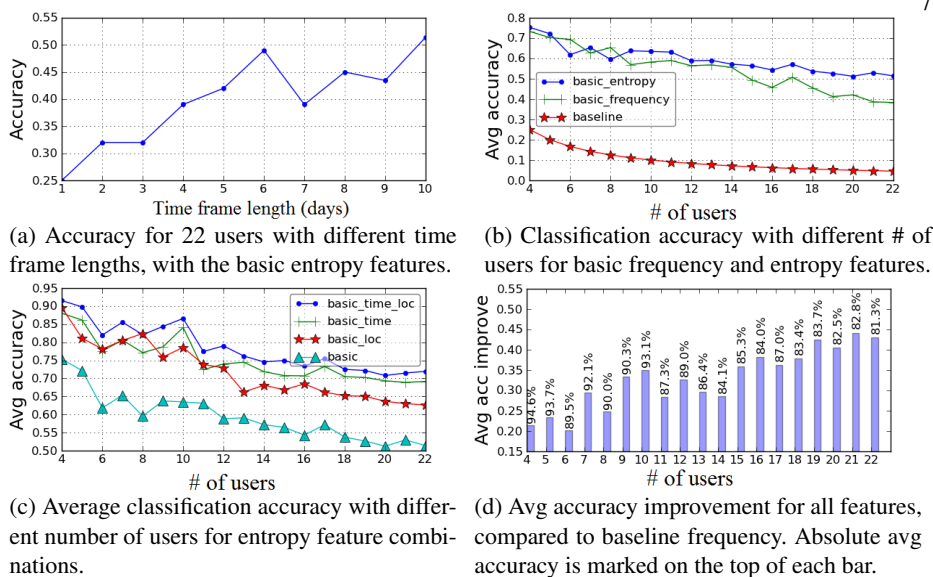 7
0.55
0.50
0.45
0.40
0.35
0.30
0.25
Accuracy
1 2 3 4 5 6 7 8 9 10
Time frame length (days)
(a) Accuracy for 22 users with different time
frame lengths, with the basic entropy features.
0.8
0.7
0.6
0.5
0.4
0.3
0.2
0.1
0.0
Avg accuracy
basic_entropy
basic_frequency
baseline
4 6 8 10 12 14 16 18 20 22
# of users
(b) Classification accuracy with different # of
users for basic frequency and entropy features.
0.95
0.90
0.85
0.80
0.75
0.70
0.65
0.60
0.55
0.50
Avg accuracy
basic_time_loc
basic_time
basic_loc
basic
4 6 8 10 12 14 16 18 20 22
# of users
(c) Average classification accuracy with differ-
ent number of users for entropy feature combi-
nations.
0.55
0.50
0.45
0.40
0.35
0.30
0.25
0.20
0.15
Avg acc improve
94.6%
93.7%
89.5%
92.1%
90.0%
90.3%
93.1%
87.3%
89.0%
86.4%
84.1%
85.3%
84.0%
87.0%
83.4%
83.7%
82.5%
82.8%
81.3%
4 5 6 7 8 9 10 11 12 13 14 15 16 17 18 19 20 21 22
# of users
(d) Avg accuracy improvement for all features,
compared to baseline frequency. Absolute avg
accuracy is marked on the top of each bar.